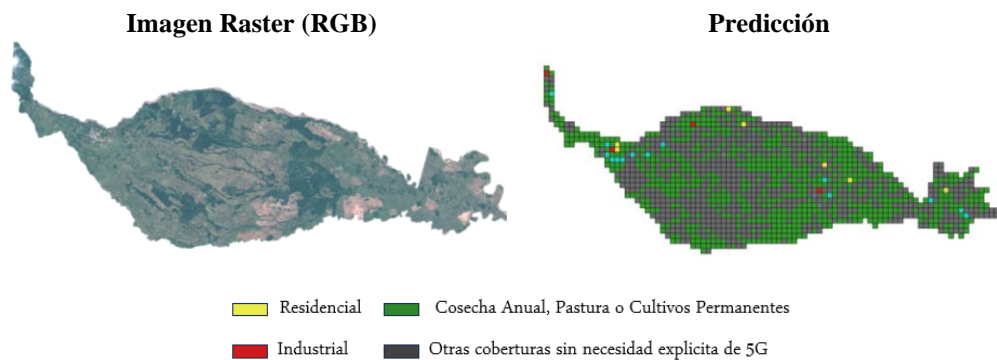 Imagen Raster (RGB)
Predicción
Residencial
Cosecha Anual, Pastura o Cultivos Permanentes
Industrial
Otras coberturas sin necesidad explicita de 5G